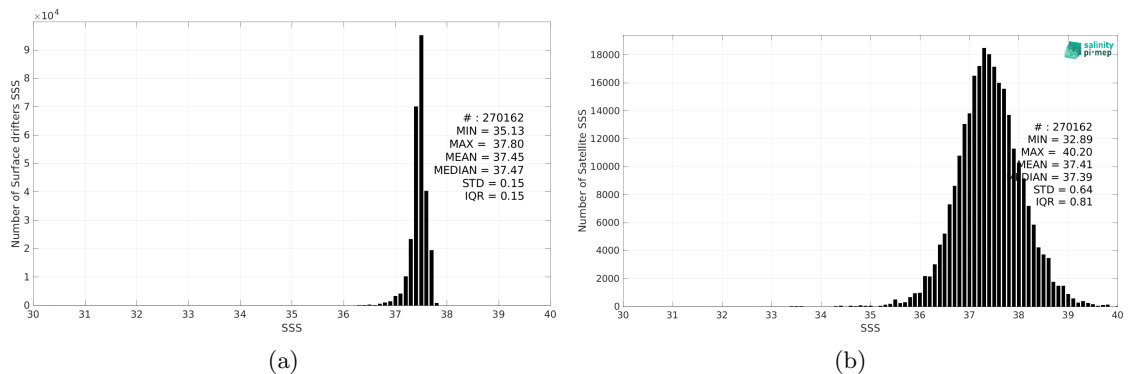 ×10⁴
9
8
7
6
5
4
3
2
1
0
30 31 32 33 34 35 36 37 38 39 40
SSS
Number of Surface drifters SSS
# : 270162
MIN = 35.13
MAX = 37.80
MEAN = 37.45
MEDIAN = 37.47
STD = 0.15
IQR = 0.15
(a)
18000
16000
14000
12000
10000
8000
6000
4000
2000
0
30 31 32 33 34 35 36 37 38 39 40
SSS
Number of Satellite SSS
salinity
pi-mep
# : 270162
MIN = 32.89
MAX = 40.20
MEAN = 37.41
MEDIAN = 37.39
STD = 0.64
IQR = 0.81
(b)